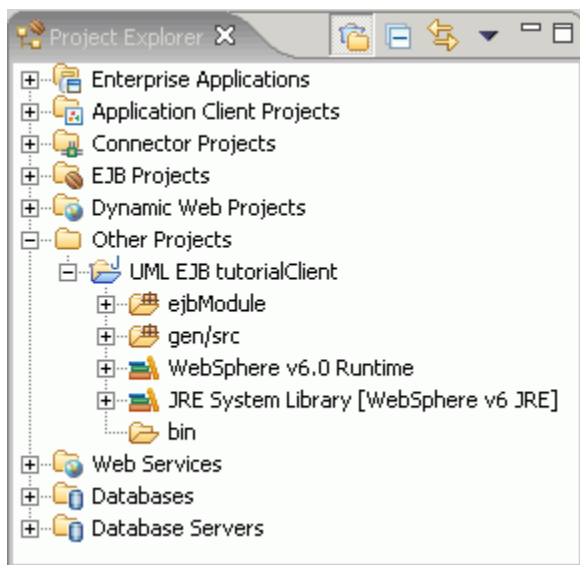 Project Explorer
Enterprise Applications
Application Client Projects
Connector Projects
EJB Projects
Dynamic Web Projects
Other Projects
UML EJB tutorialClient
ejbModule
gen/src
WebSphere v6.0 Runtime
JRE System Library [WebSphere v6 JRE]
bin
Web Services
Databases
Database Servers